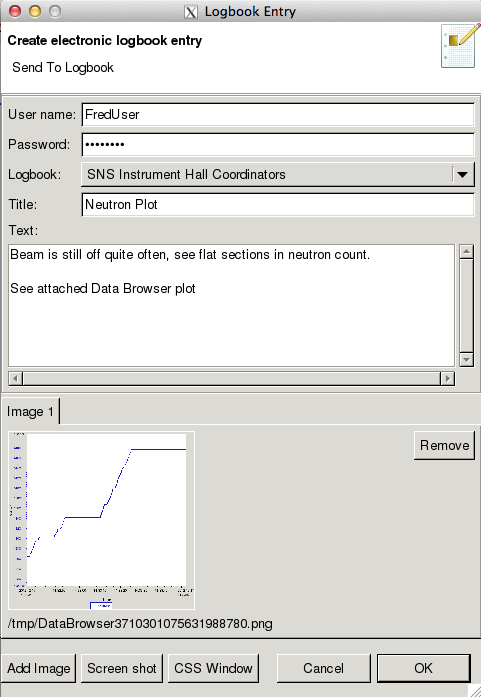 Logbook Entry
Create electronic logbook entry
Send To Logbook
User name: FredUser
Password: ••••••••
Logbook: SNS Instrument Hall Coordinators
Title: Neutron Plot
Text:
Beam is still off quite often, see flat sections in neutron count.
See attached Data Browser plot
Image 1
Remove
/tmp/DataBrowser3710301075631988780.png
Add Image
Screen shot
CSS Window
Cancel
OK